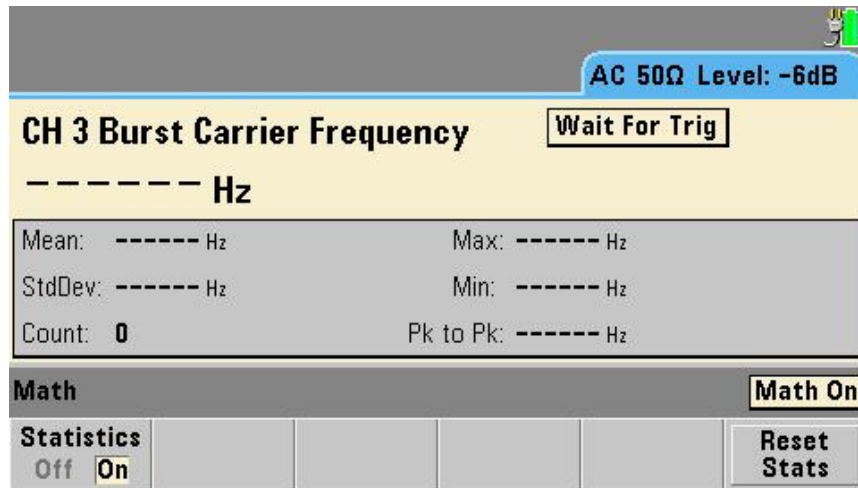 AC 50Ω Level: -6dB
CH 3 Burst Carrier Frequency Wait For Trig
------ Hz
Mean: ------ Hz Max: ------ Hz
StdDev: ------ Hz Min: ------ Hz
Count: 0 Pk to Pk: ------ Hz
Math Math On
Statistics Reset
Off On Stats